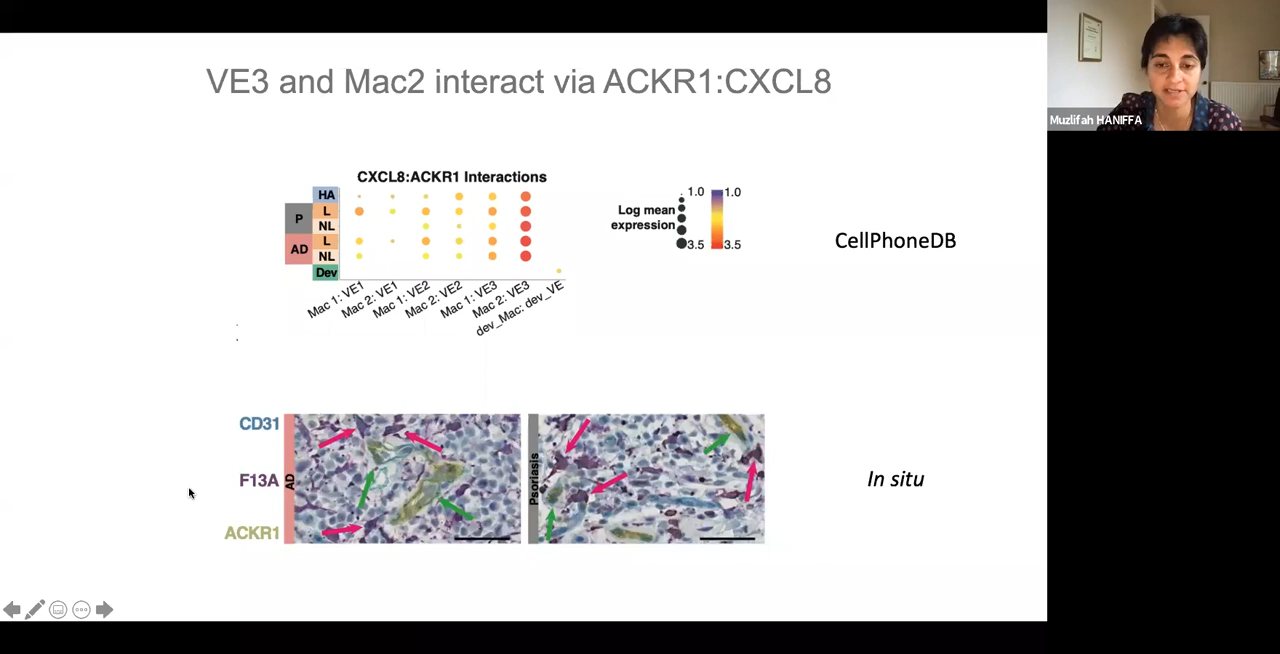 VE3 and Mac2 interact via ACKR1:CXCL8
Muzlifah HANIFFA
CXCL8:ACKR1 Interactions
HA
P
L
NL
AD
L
NL
Dev
Mac 1: VE1
Mac 2: VE1
Mac 1: VE2
Mac 2: VE2
Mac 1: VE3
Mac 2: VE3
dev_Mac: dev_VE
Log mean
expression
1.0
3.5
1.0
3.5
CellPhoneDB
CD31
F13A
ACKR1
AD
Psoriasis
In situ